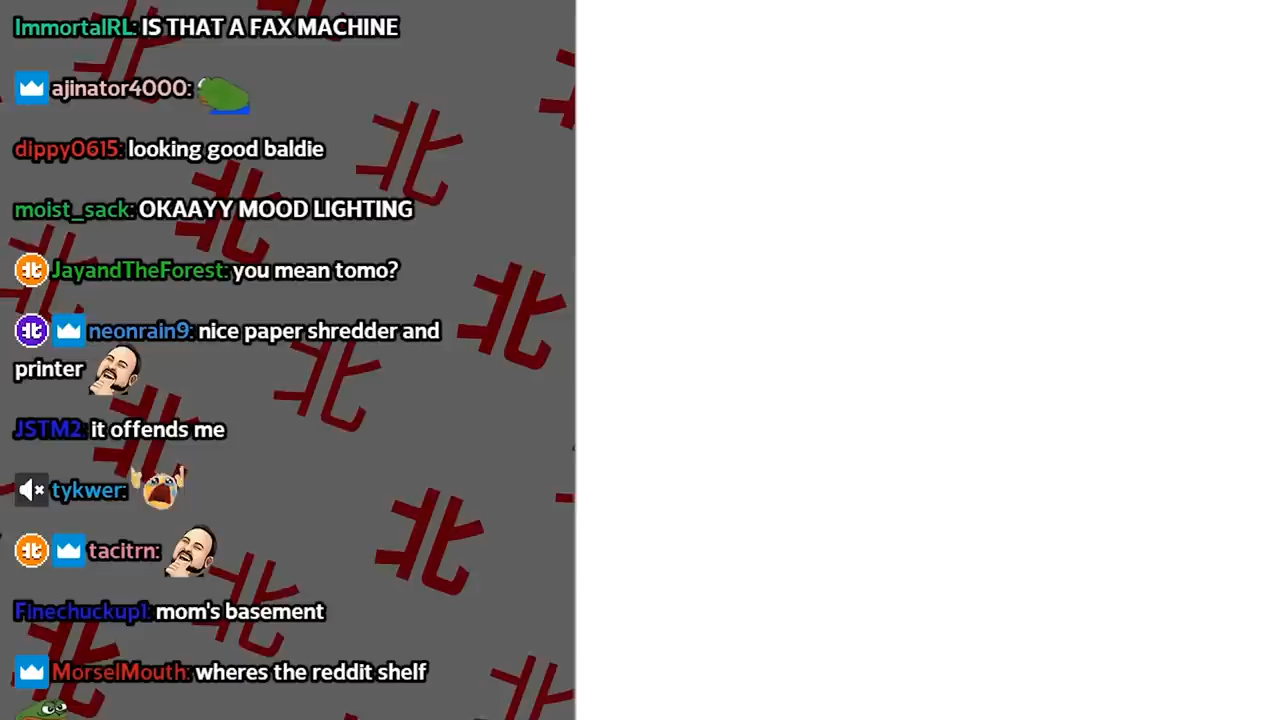 ImmortalRL: IS THAT A FAX MACHINE
ajinator4000:
dippy0615: looking good baldie
moist_sack: OKAAYY MOOD LIGHTING
JayandTheForest: you mean tomo?
neonrain9: nice paper shredder and
printer
JSTM2: it offends me
tykwer:
tacitrn:
Finechuckup1: mom's basement
MorselMouth: wheres the reddit shelf